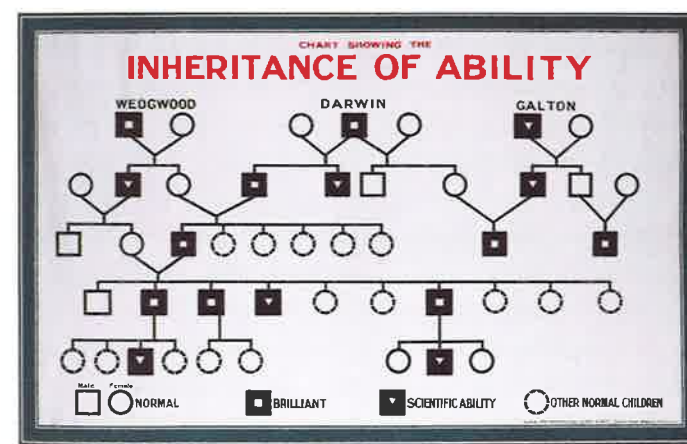 CHART SHOWING THE
INHERITANCE OF ABILITY
WEDGWOOD DARWIN GALTON
Male Female
NORMAL BRILLIANT SCIENTIFIC ABILITY OTHER NORMAL CHILDREN